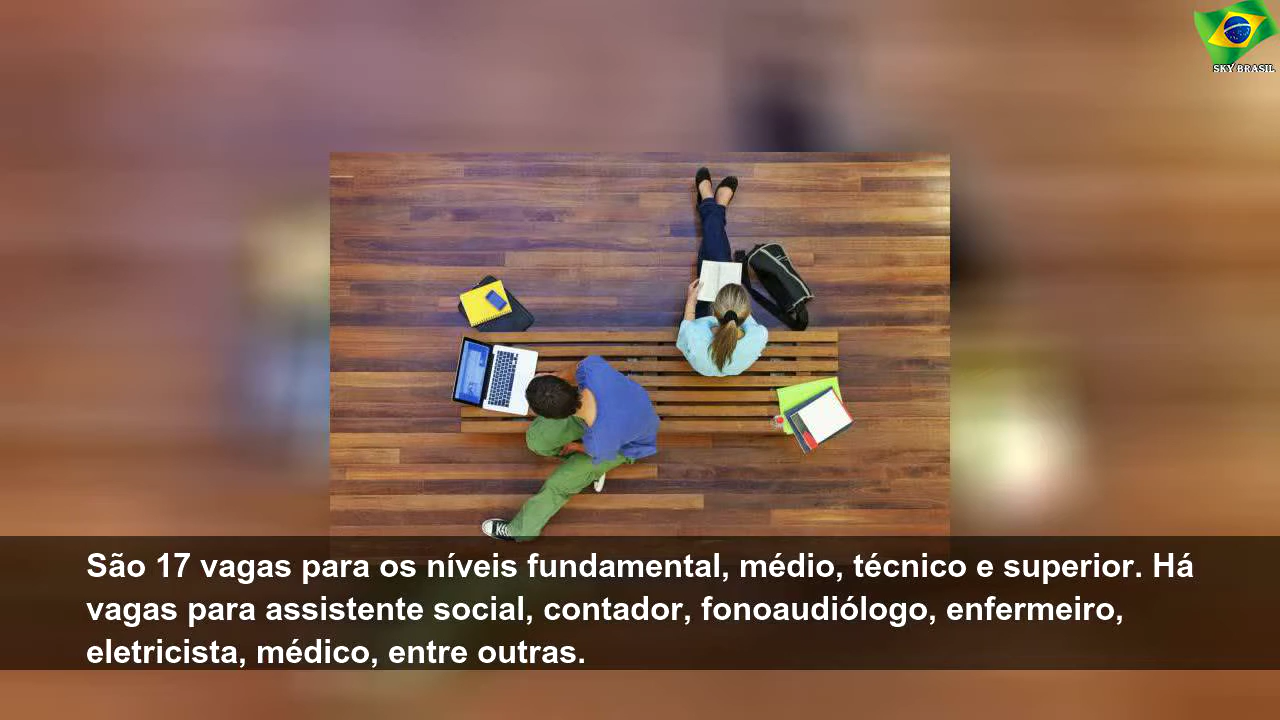 SKY BRASIL
São 17 vagas para os níveis fundamental, médio, técnico e superior. Há
vagas para assistente social, contador, fonoaudiólogo, enfermeiro,
eletricista, médico, entre outras.